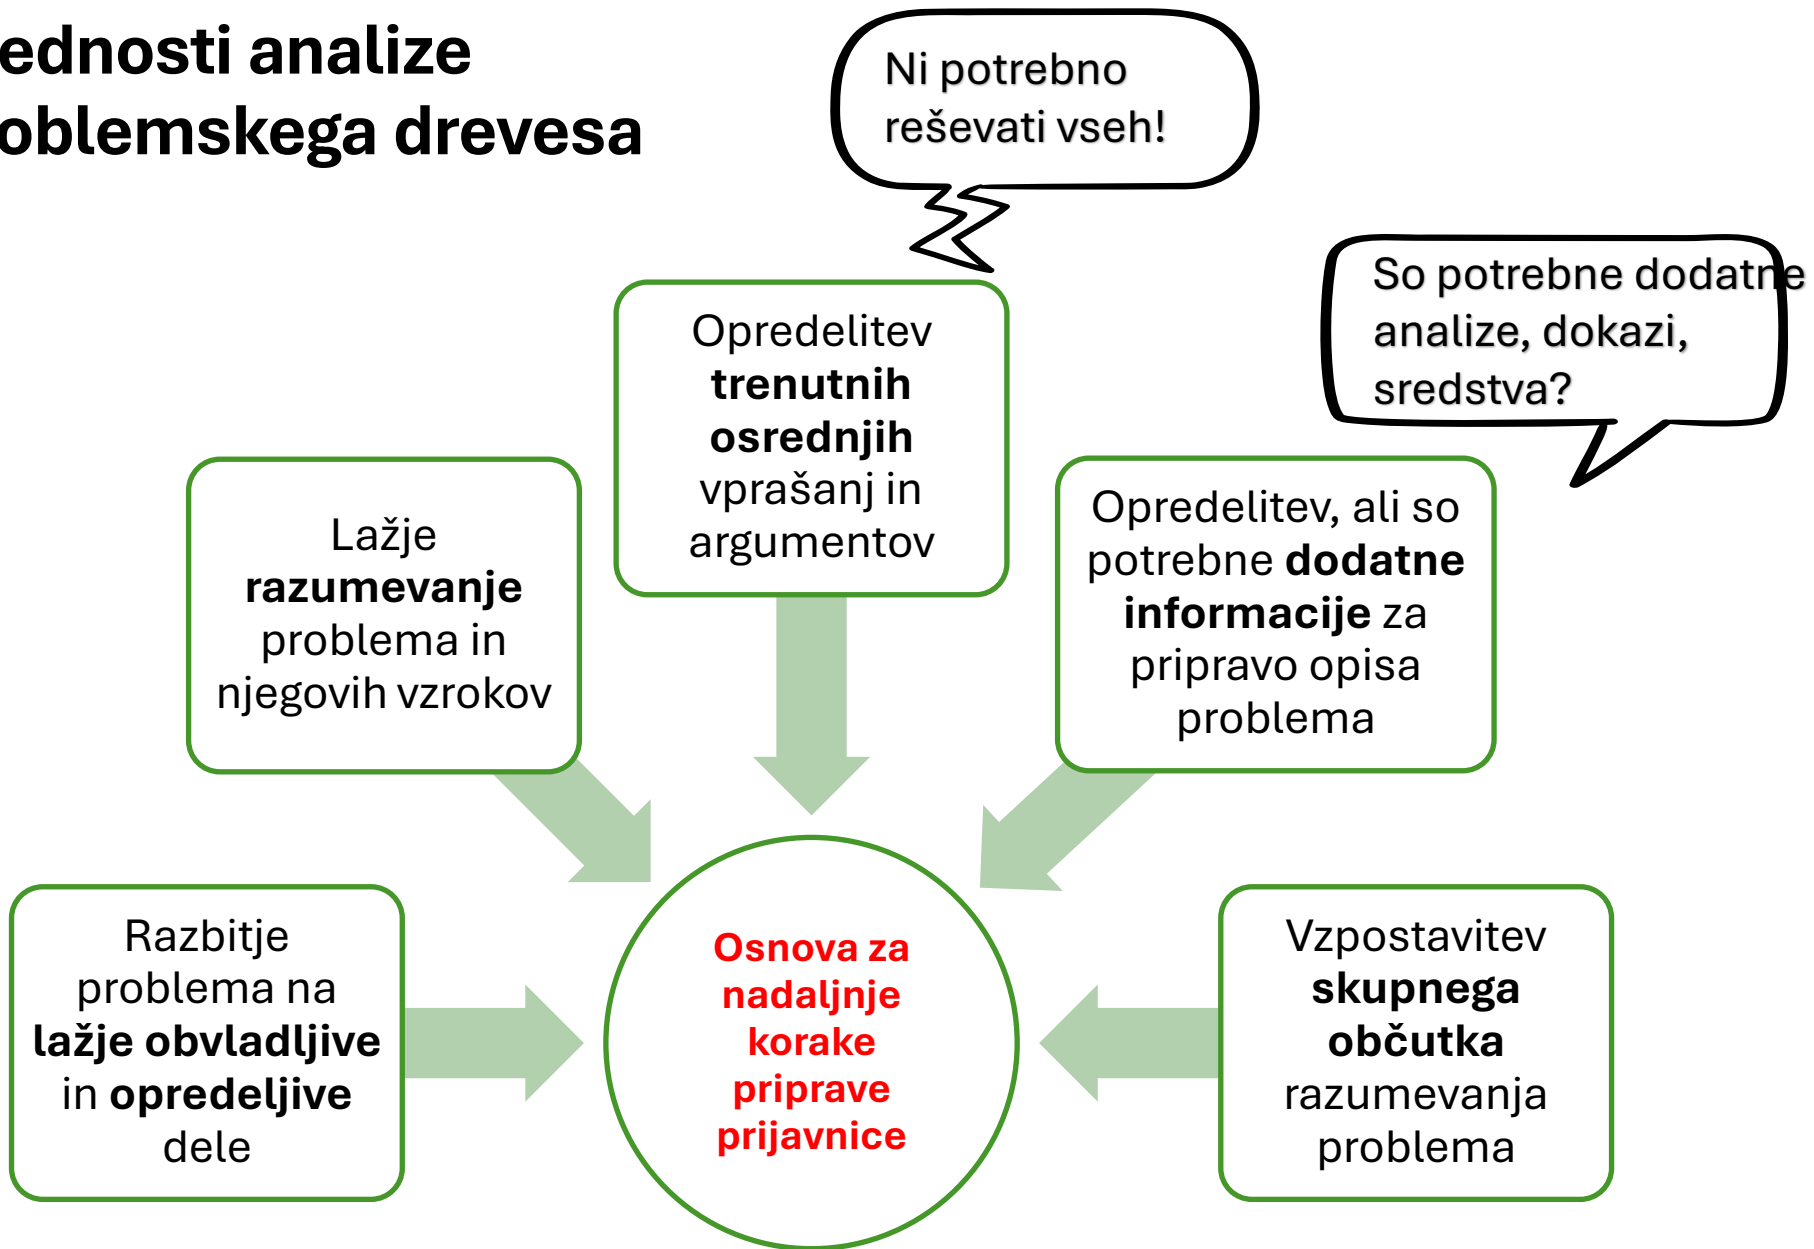 ednosti analize
oblemskega drevesa
Ni potrebno
reševati vseh!
So potrebne dodatne
analize, dokazi,
sredstva?
Opredelitev
trenutnih
osrednjih
vprašanj in
argumentov
Lažje
razumevanje
problema in
njegovih vzrokov
Opredelitev, ali so
potrebne dodatne
informacije za
pripravo opisa
problema
Razbitje
problema na
lažje obvladljive
in opredeljive
dele
Osnova za
nadaljnje
korake
priprave
prijavnice
Vzpostavitev
skupnega
občutka
razumevanja
problema